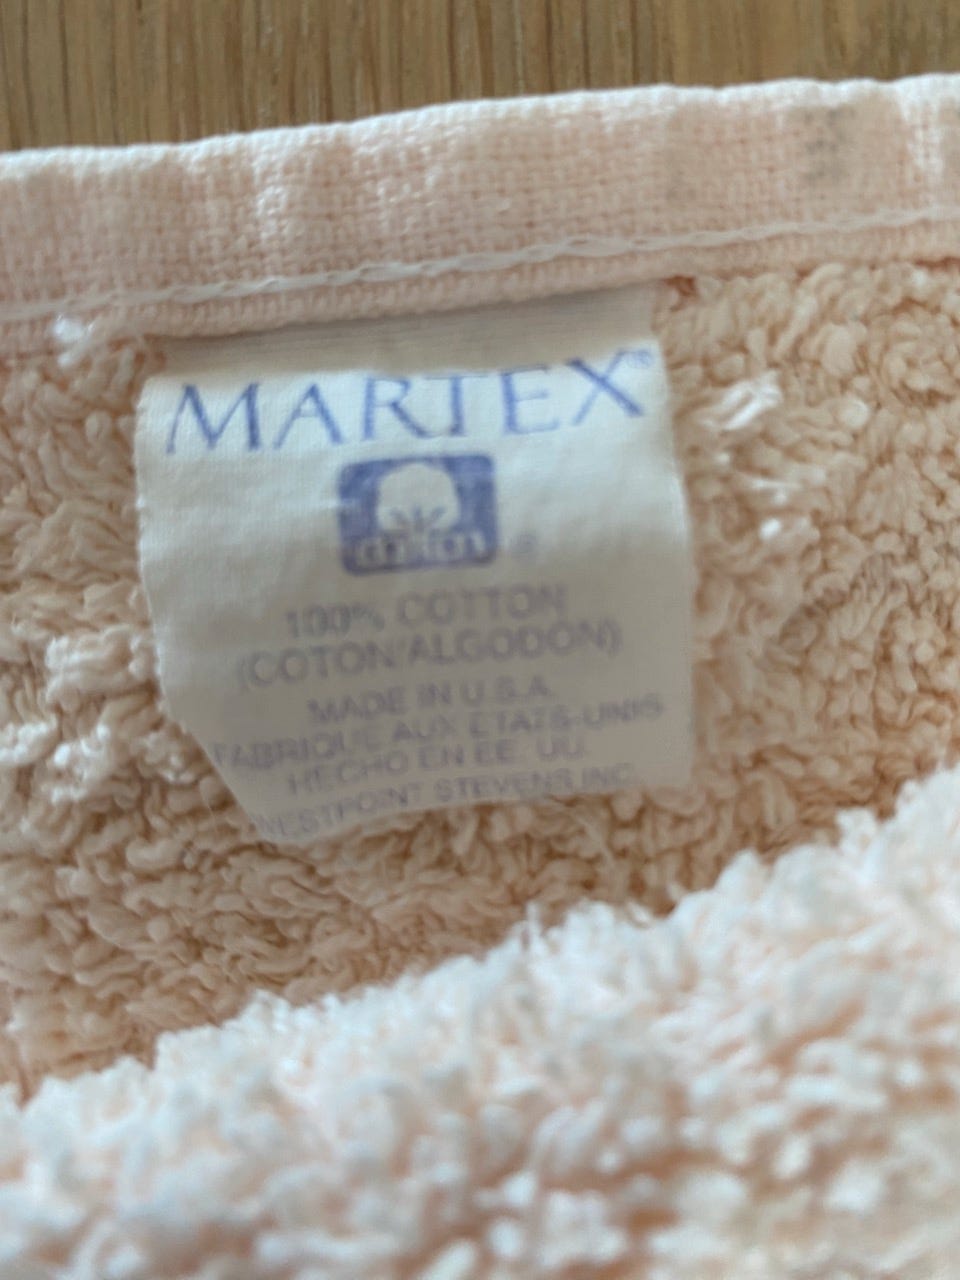 MARTEX®
cotton ®
100% COTTON
(COTON/ALGODON)
MADE IN U.S.A.
FABRIQUE AUX ETATS-UNIS
HECHO EN EE. UU.
WESTPOINT STEVENS INC.